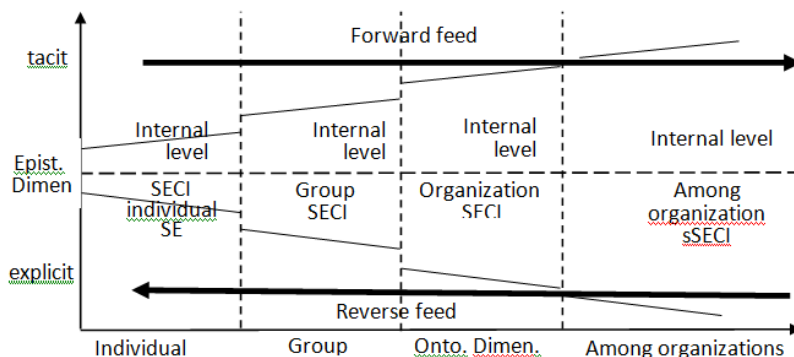 Forward feed
tacit
Internal level
Internal level
Internal level
Internal level
Epist.
Dimen
SECI
individual
SE
Group
SECI
Organization
SECI
Among
organization
sSECI
explicit
Reverse feed
Individual
Group
Onto. Dimen.
Among organizations